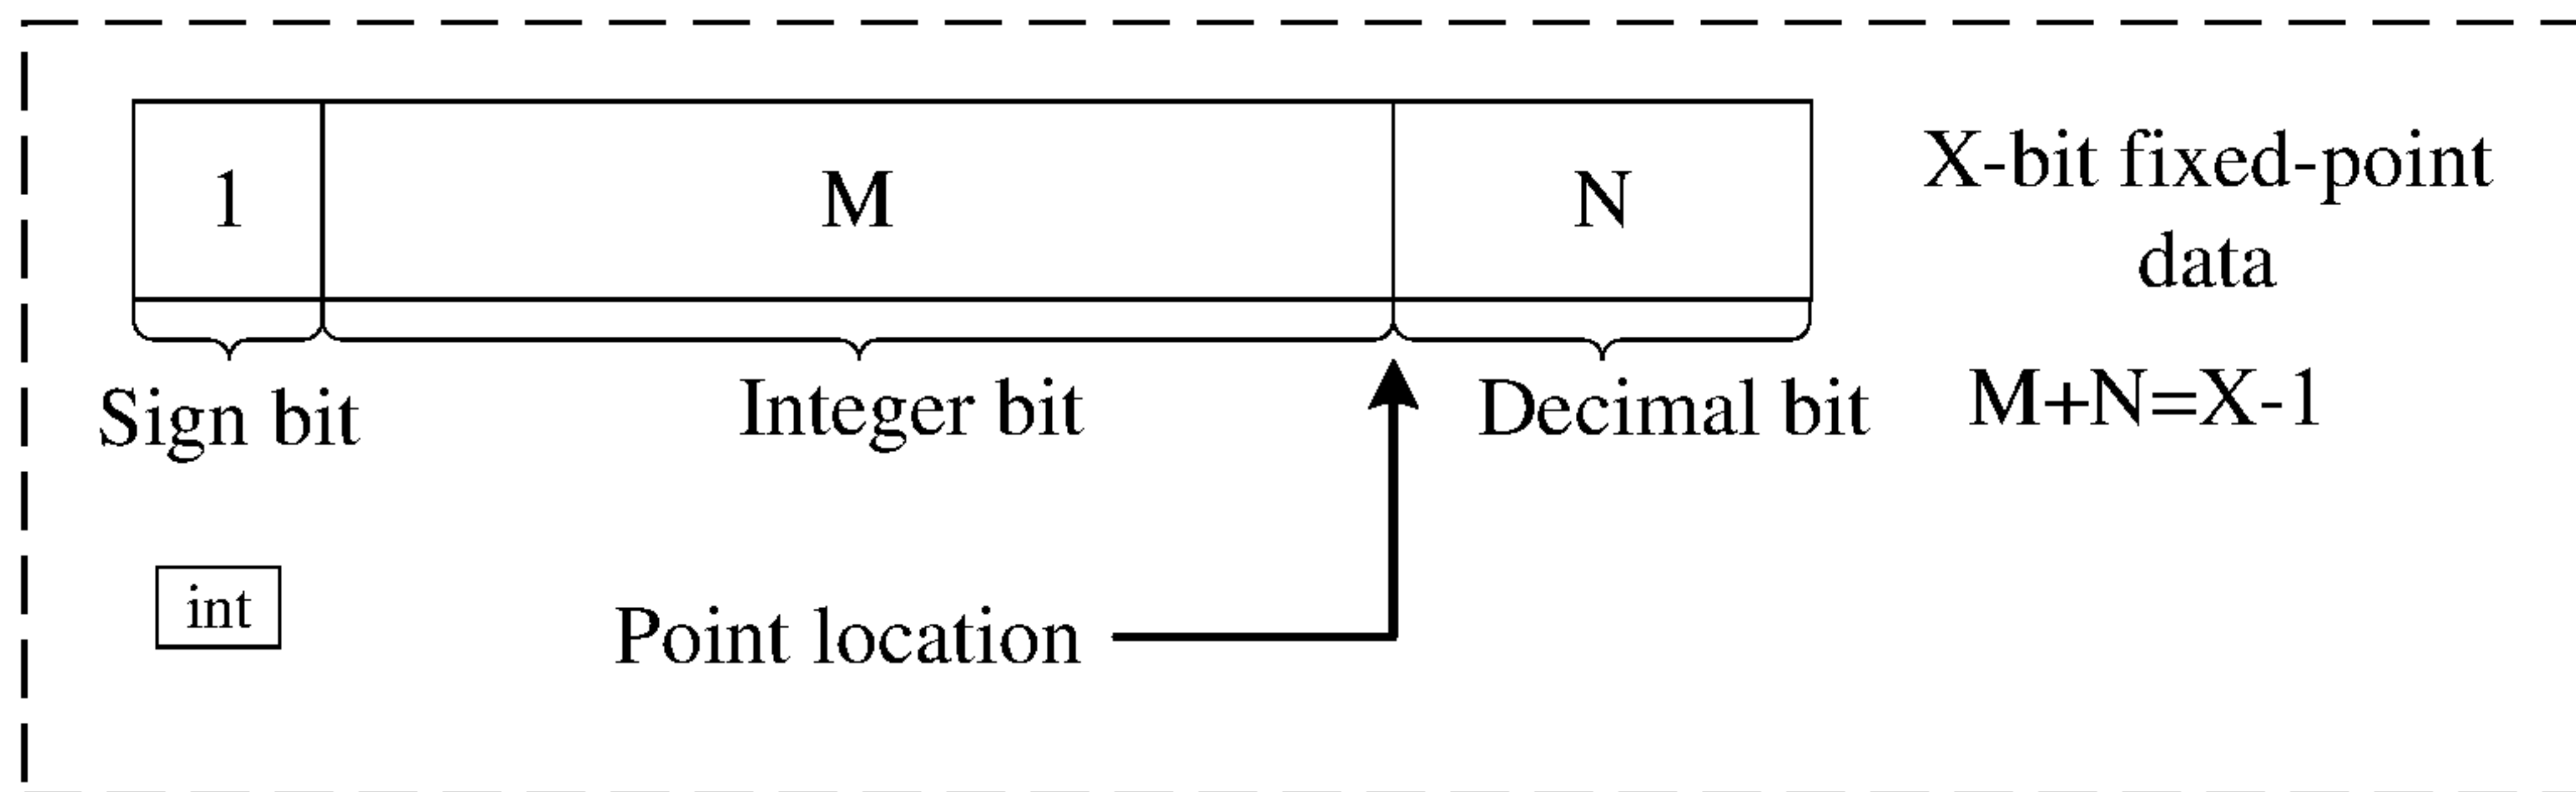 1
M
N
X-bit fixed-point
data
Sign bit
Integer bit
Decimal bit
M+N=X-1
int
Point location